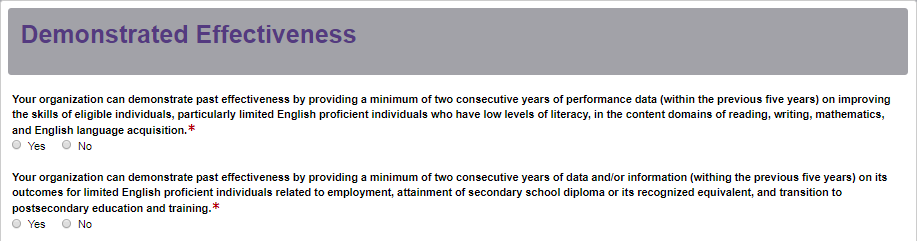 Demonstrated Effectiveness
Your organization can demonstrate past effectiveness by providing a minimum of two consecutive years of performance data (within the previous five years) on improving
the skills of eligible individuals, particularly limited English proficient individuals who have low levels of literacy, in the content domains of reading, writing, mathematics,
and English language acquisition.*
Yes No
Your organization can demonstrate past effectiveness by providing a minimum of two consecutive years of data and/or information (withing the previous five years) on its
outcomes for limited English proficient individuals related to employment, attainment of secondary school diploma or its recognized equivalent, and transition to
postsecondary education and training.*
Yes No